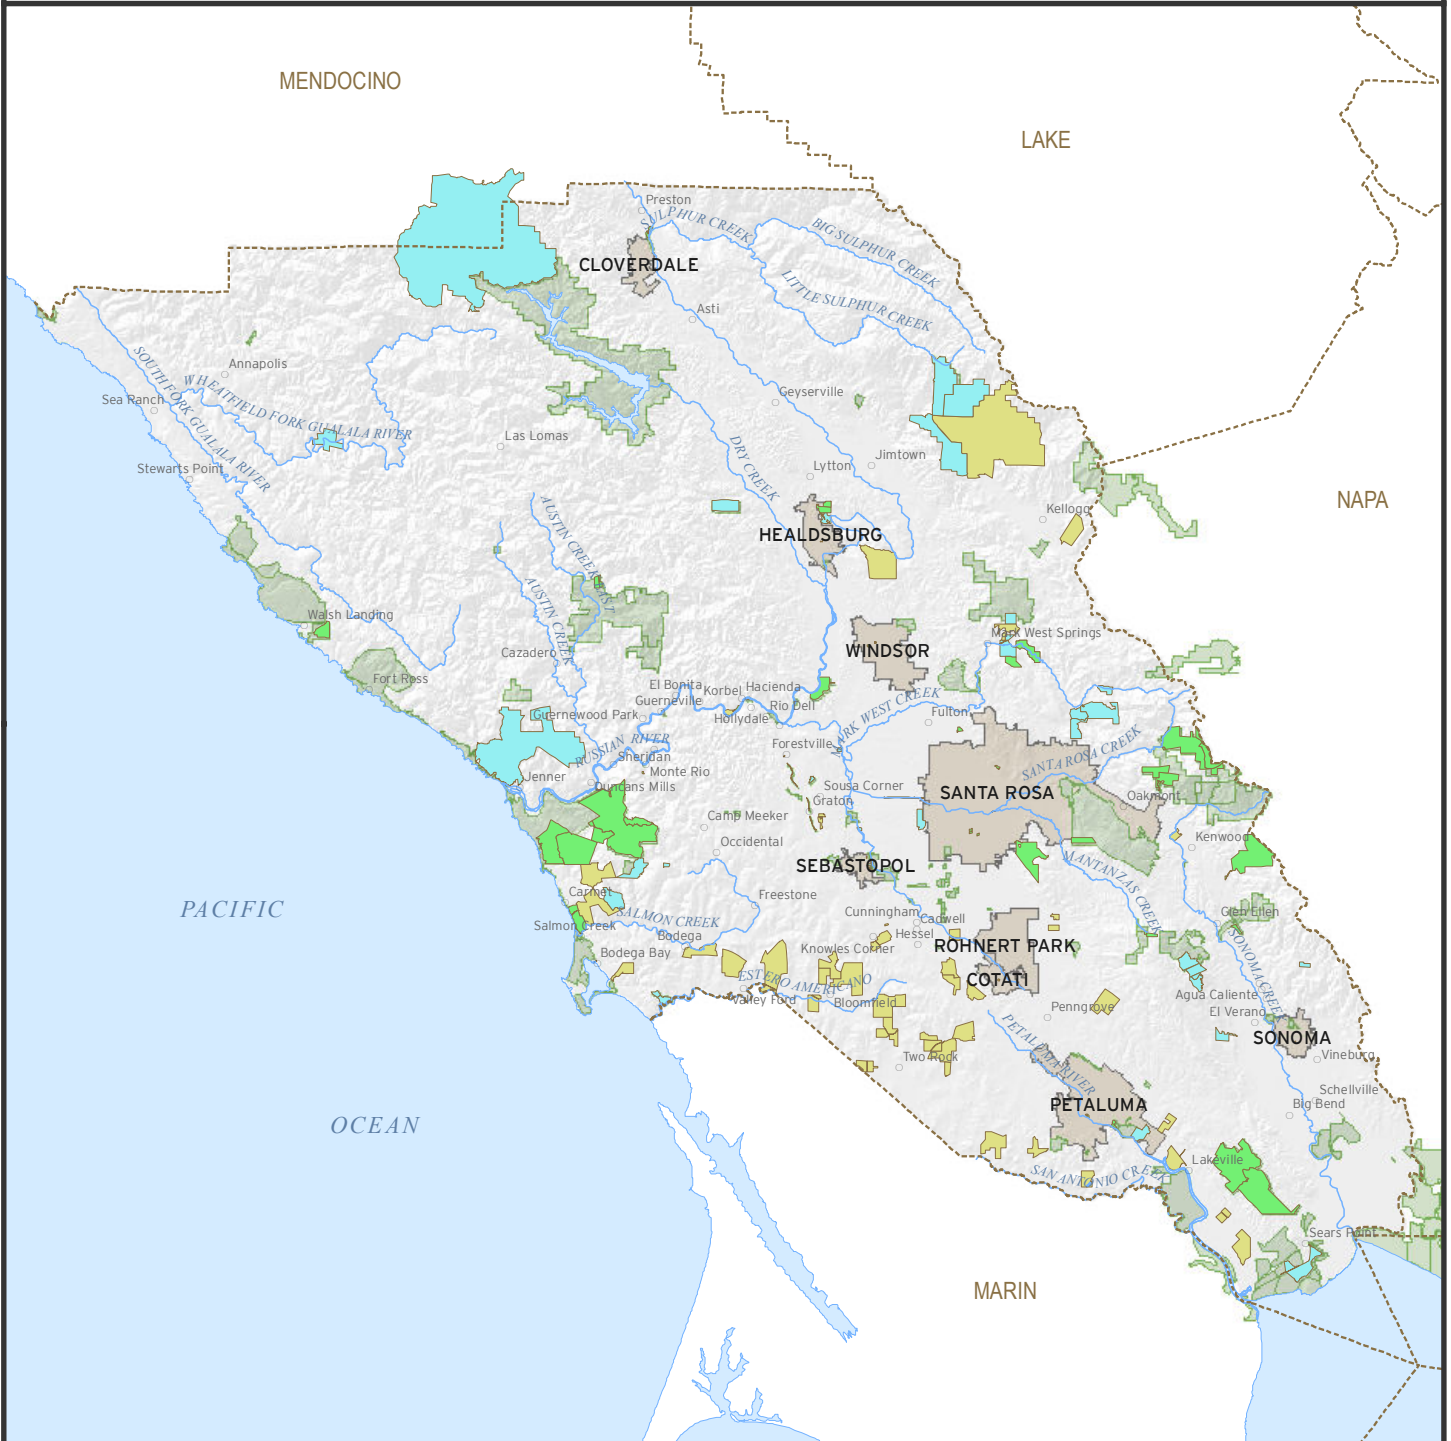 MENDOCINO
LAKE
Preston
SULPHUR CREEK
BIG SULPHUR CREEK
CLOVERDALE
LITTLE SULPHUR CREEK
Asti
Annapolis
SOUTH FORK GUALALA RIVER
WHEATFIELD FORK GUALALA RIVER
Sea Ranch
Geyserville
Las Lomas
DRY CREEK
Jimtown
Lytton
Stewarts Point
NAPA
Kellogg
AUSTIN CREEK EAST
HEALDSBURG
AUSTIN CREEK
Walsh Landing
Mark West Springs
WINDSOR
Cazadero
Fort Ross
El Bonita
Korbel
Hacienda
Guerneville
Rio Dell
Guernewood Park
Hollydale
MARK WEST CREEK
Fulton
RUSSIAN RIVER
Forestville
SANTA ROSA CREEK
Sheridan
Monte Rio
Jenner
Duncans Mills
Sousa Corner
Graton
SANTA ROSA
Oakmont
Camp Meeker
Occidental
Kenwood
SEBASTOPOL
MANTANZAS CREEK
Carmet
Freestone
PACIFIC
Salmon Creek
SALMON CREEK
Cunningham
Cadwell
Glen Ellen
Bodega
Hessel
ROHNERT PARK
Bodega Bay
Knowles Corner
SONOMA CREEK
ESTERO AMERICANO
COTATI
Valley Ford
Bloomfield
Agua Caliente
Penngrove
El Verano
PETALUMA RIVER
SONOMA
Two Rock
Vineburg
Schellville
PETALUMA
Big Bend
OCEAN
Lakeville
SAN ANTONIO CREEK
Sears Point
MARIN